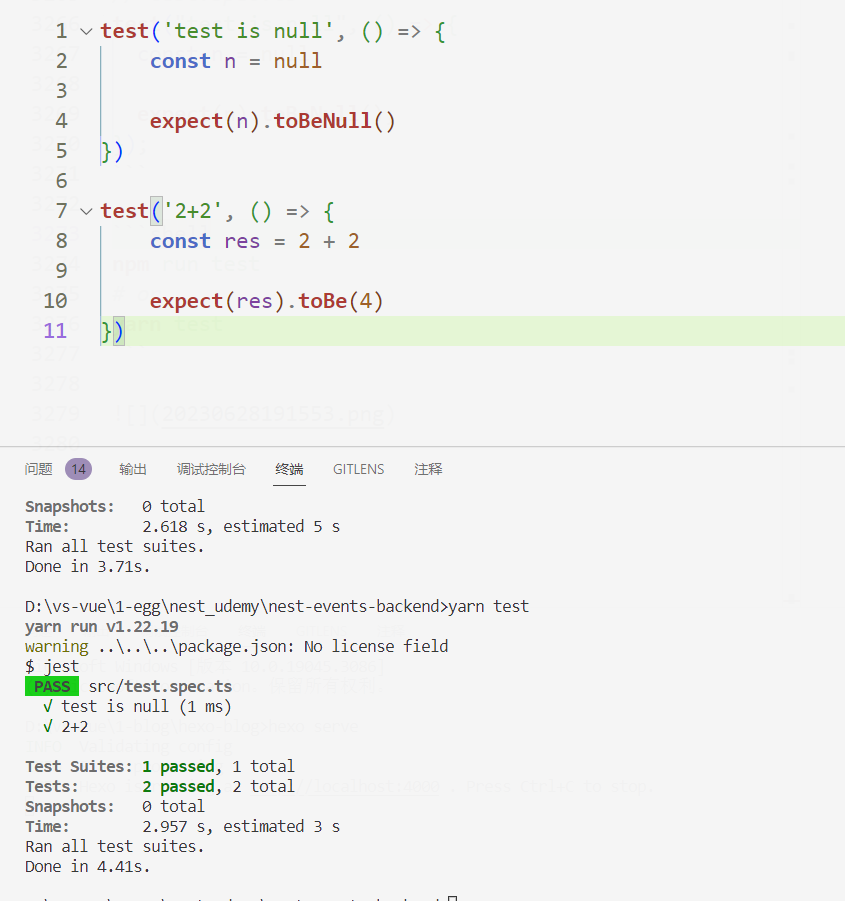 1 test('test is null', () => {
2 const n = null
3
4 expect(n).toBeNull()
5 })
6
7 test('2+2', () => {
8 const res = 2 + 2
9
10 expect(res).toBe(4)
11 })
问题 14 输出 调试控制台 终端 GITLENS 注释
Snapshots: 0 total
Time: 2.618 s, estimated 5 s
Ran all test suites.
Done in 3.71s.
D:\vs-vue\1-egg\nest_udemy\nest-events-backend>yarn test
yarn run v1.22.19
warning ..\..\..\package.json: No license field
$ jest
PASS src/test.spec.ts
√ test is null (1 ms)
√ 2+2
Test Suites: 1 passed, 1 total
Tests: 2 passed, 2 total
Snapshots: 0 total
Time: 2.957 s, estimated 3 s
Ran all test suites.
Done in 4.41s.